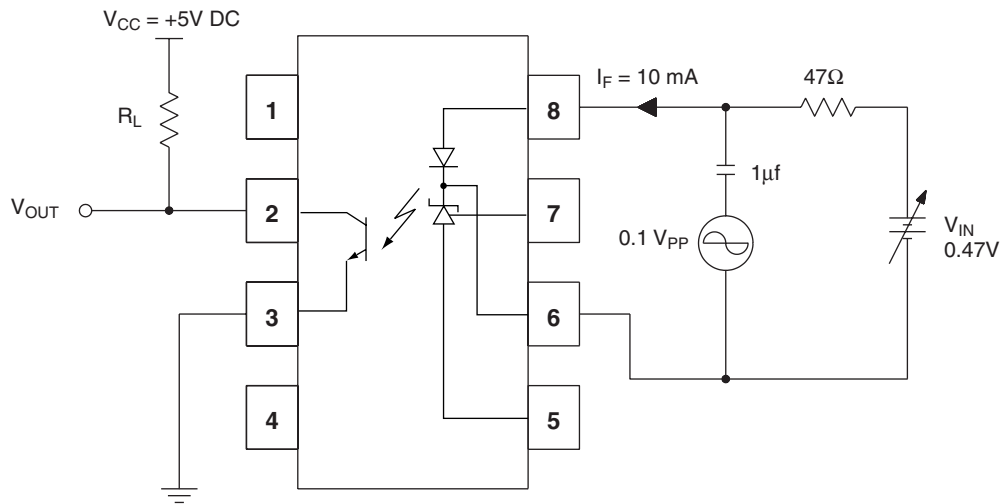 V_CC = +5V DC
R_L
V_OUT
1
2
3
4
8
7
6
5
I_F = 10 mA
47Ω
1μf
0.1 V_PP
V_IN
0.47V